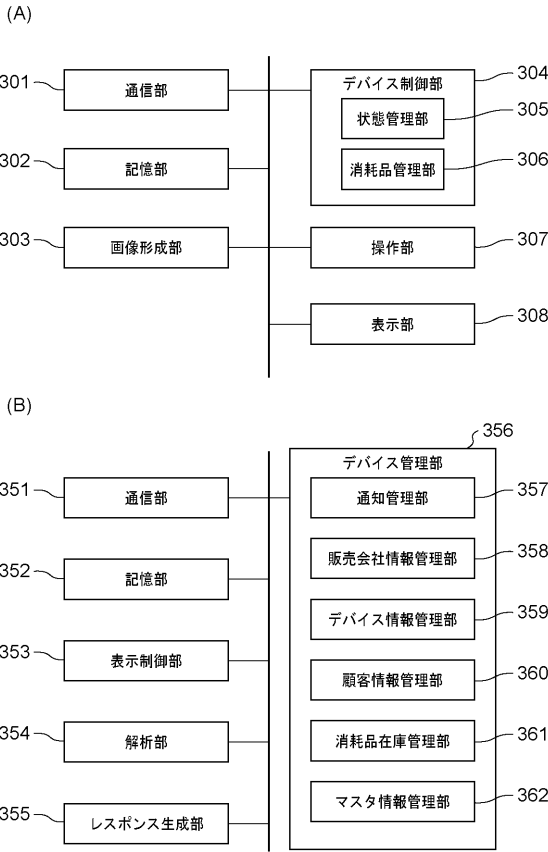 (A)
301
通信部
302
記憶部
303
画像形成部
304
デバイス制御部
305
状態管理部
306
消耗品管理部
307
操作部
308
表示部
(B)
351
通信部
352
記憶部
353
表示制御部
354
解析部
355
レスポンス生成部
356
デバイス管理部
357
通知管理部
358
販売会社情報管理部
359
デバイス情報管理部
360
顧客情報管理部
361
消耗品在庫管理部
362
マスタ情報管理部